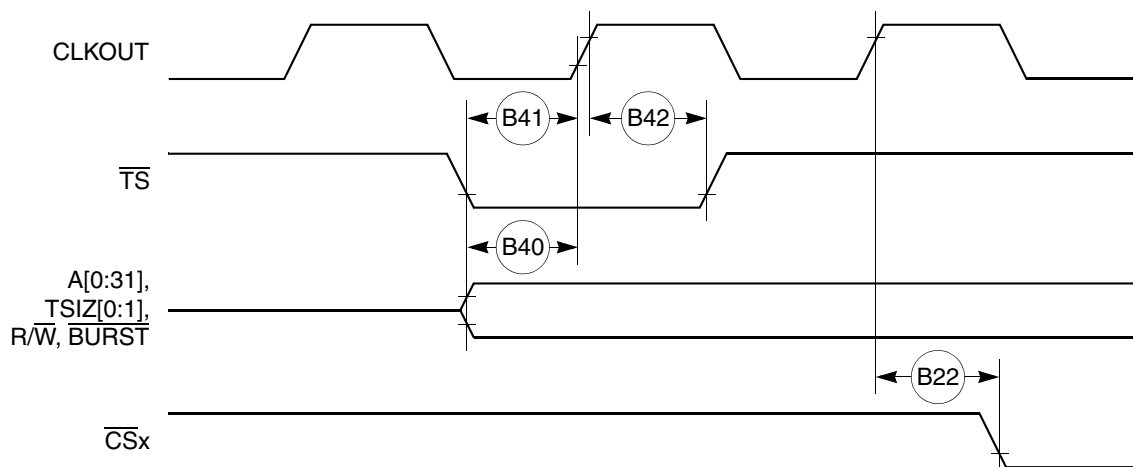 CLKOUT
B41
B42
TS
B40
A[0:31],
TSIZ[0:1],
R/W, BURST
B22
CSx